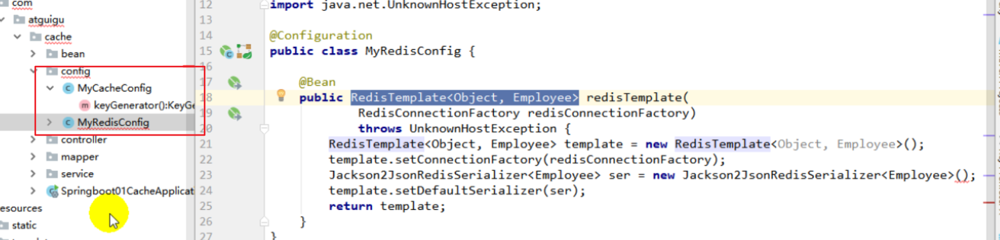 com
atguigu
cache
bean
config
MyCacheConfig
keyGenerator():KeyGe
MyRedisConfig
controller
mapper
service
Springboot01CacheApplicat
esources
static
12 import java.net.UnknownHostException;
13
14 @Configuration
15 public class MyRedisConfig {
16
17 @Bean
18 public RedisTemplate<Object, Employee> redisTemplate(
19 RedisConnectionFactory redisConnectionFactory)
20 throws UnknownHostException {
21 RedisTemplate<Object, Employee> template = new RedisTemplate<Object, Employee>();
22 template.setConnectionFactory(redisConnectionFactory);
23 Jackson2JsonRedisSerializer<Employee> ser = new Jackson2JsonRedisSerializer<Employee>();
24 template.setDefaultSerializer(ser);
25 return template;
26 }
27 }